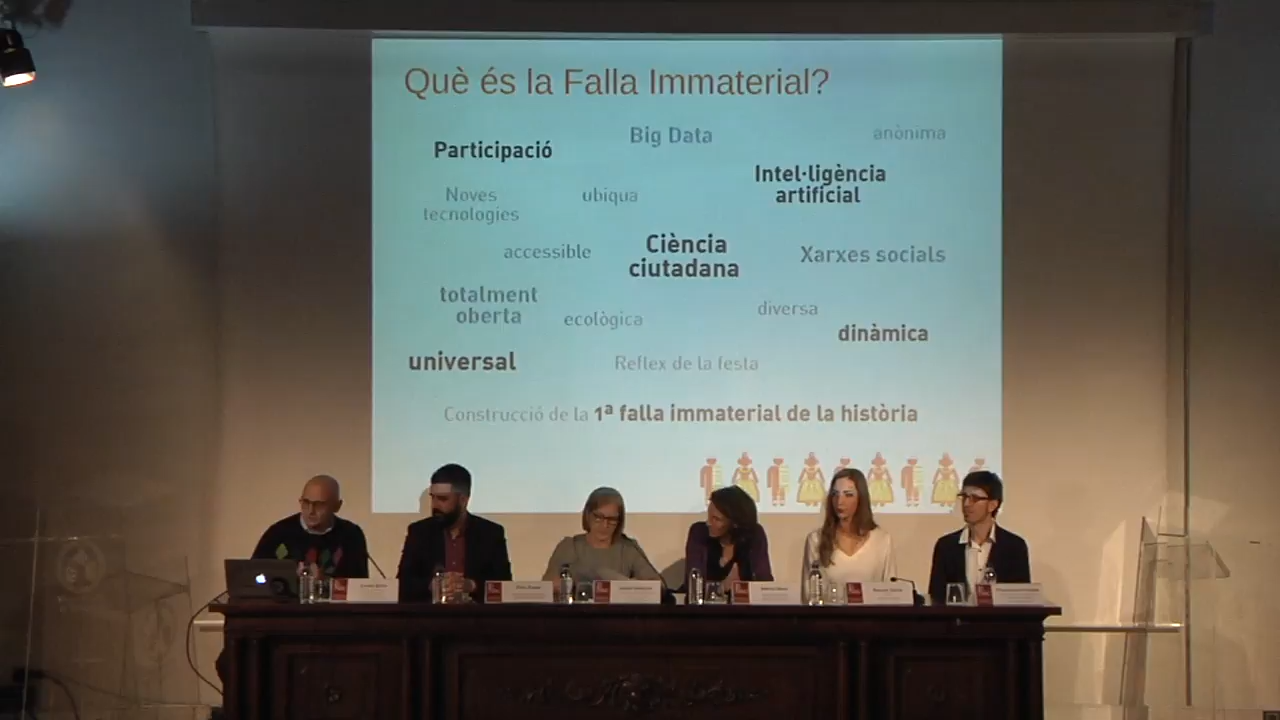 Què és la Falla Immaterial?
Big Data
anònima
Participació
Intel·ligència
artificial
Noves
tecnologies
ubiqua
Ciència
ciutadana
accessible
Xarxes socials
totalment
oberta
ecològica
diversa
dinàmica
universal
Reflex de la festa
Construcció de la 1ª falla immaterial de la història